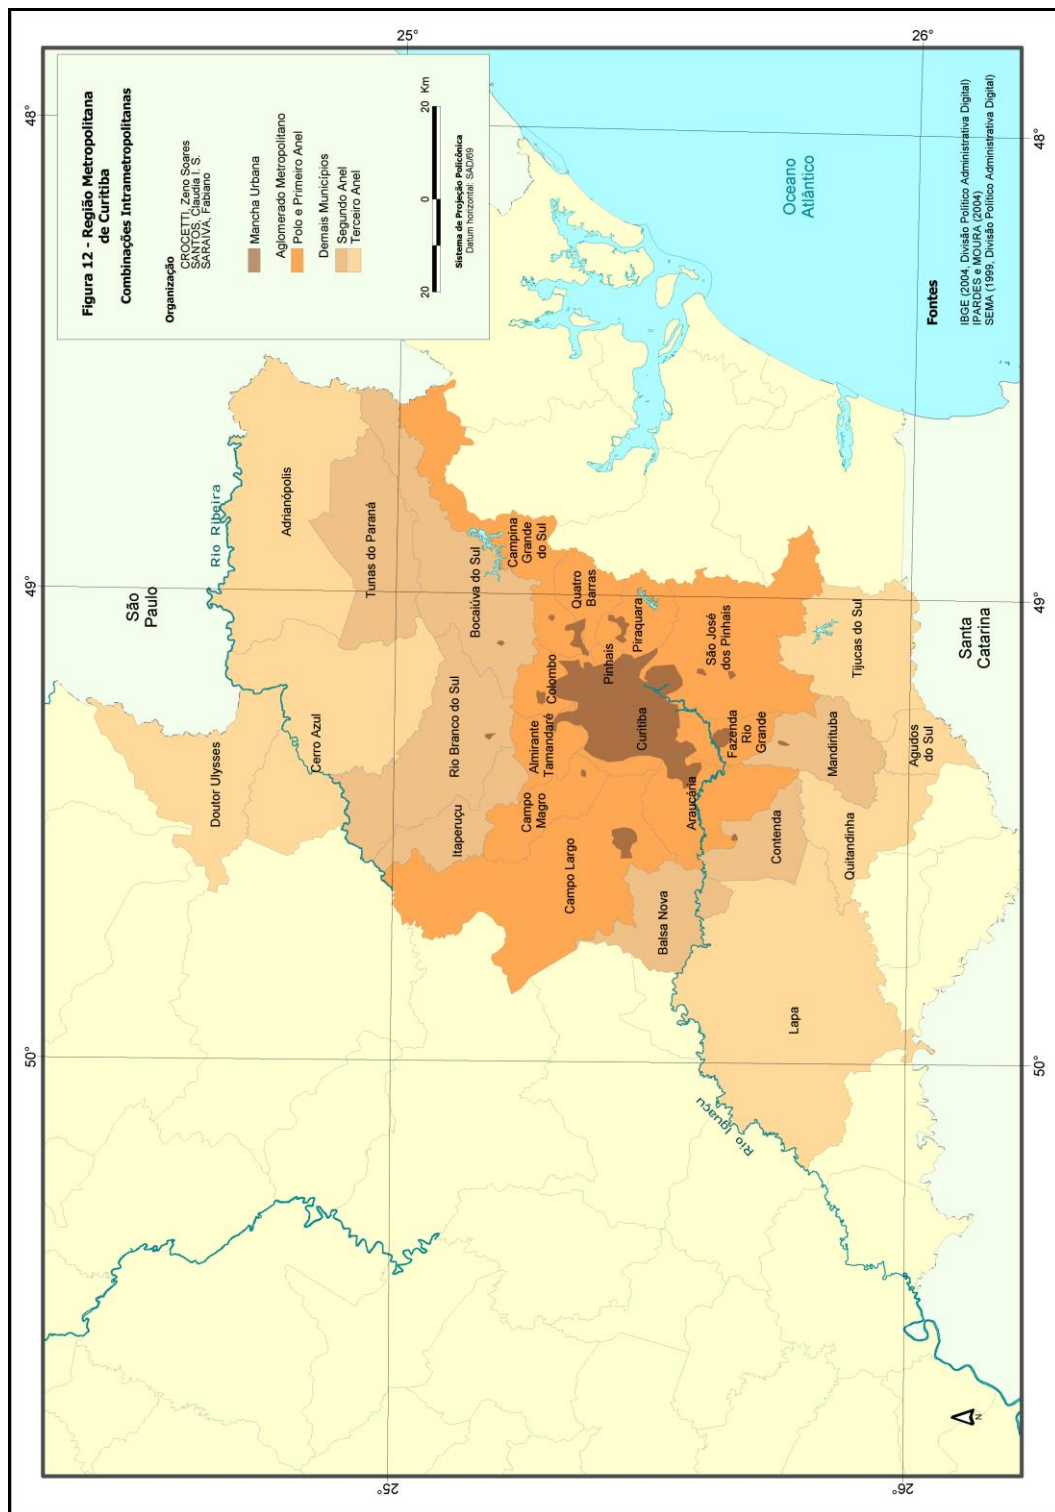 Figura 12 - Região Metropolitana
de Curitiba
Combinações Intrametropolitanas
Organização
CROCETTI, Zeno Soares
SANTOS, Claudia I. S.
SARAIVA, Fabiano
Mancha Urbana
Aglomerado Metropolitano
Polo e Primeiro Anel
Demais Municípios
Segundo Anel
Terceiro Anel
20 0 20 Km
Sistema de Projeção Policônica
Datum horizontal: SAD/69
50°
49°
48°
25°
25°
26°
26°
50°
49°
48°
São
Paulo
Rio Ribeira
Doutor Ulysses
Adrianópolis
Cerro Azul
Tunas do Paraná
Rio Branco do Sul
Bocaiúva do Sul
Itaperuçu
Campina
Grande
do Sul
Campo
Magro
Almirante
Tamandaré
Colombo
Quatro
Barras
Campo Largo
Pinhais
Piraquara
Curitiba
Balsa Nova
Araucária
São José
dos Pinhais
Fazenda
Rio
Grande
Contenda
Lapa
Mandirituba
Tijucas do Sul
Quitandinha
Agudos
do Sul
Rio Iguaçu
Santa
Catarina
Oceano
Atlântico
N
Fontes
IBGE (2004, Divisão Político Administrativa Digital)
IPARDES e MOURA (2004)
SEMA (1999, Divisão Político Administrativa Digital)